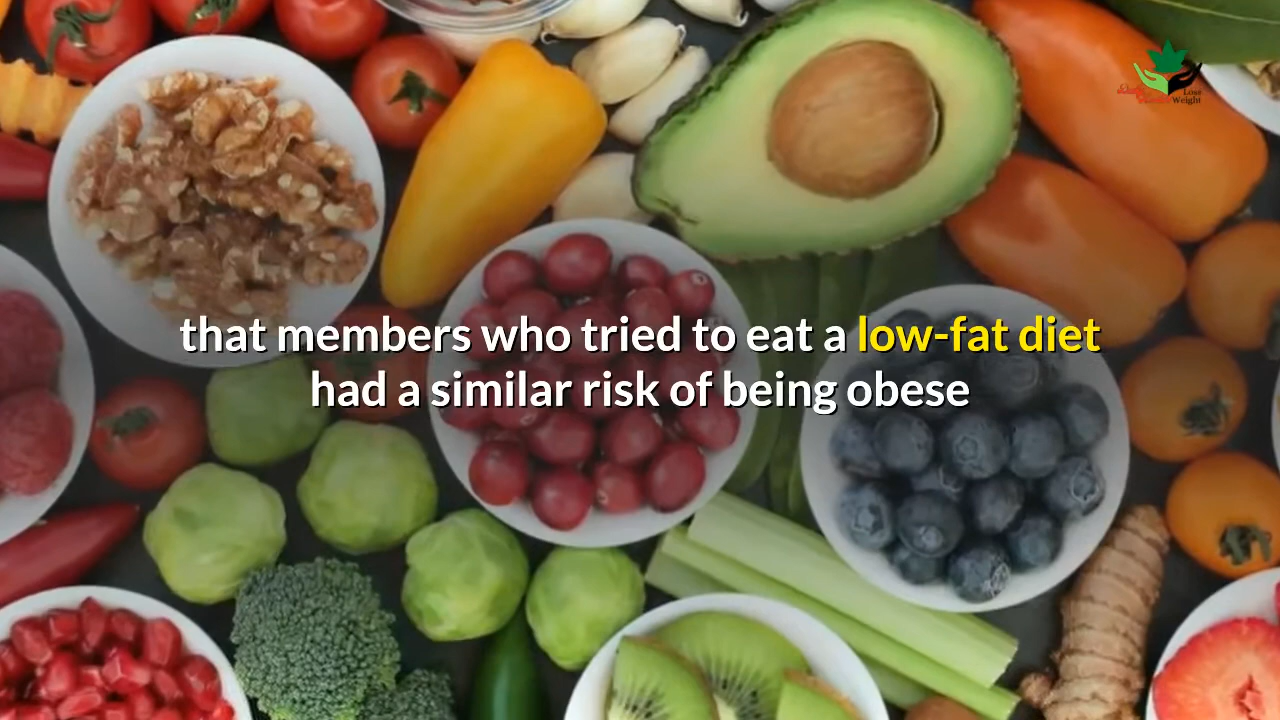 Lose
Weight
that members who tried to eat a low-fat diet
had a similar risk of being obese